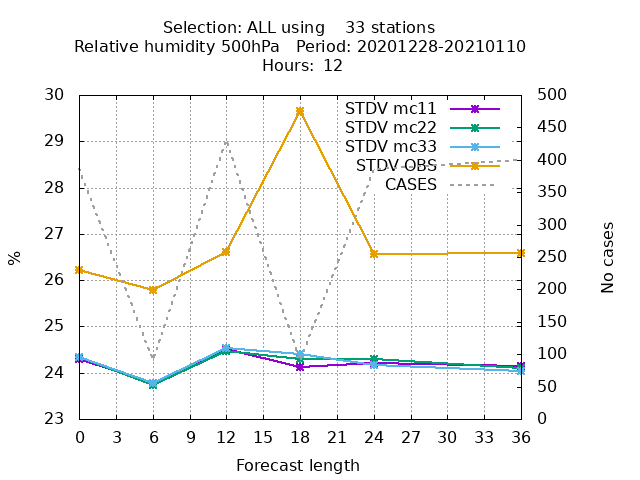 Selection: ALL using    33 stations
Relative humidity 500hPa   Period: 20201228-20210110
Hours:  12
30
29
28
27
26
25
24
23
%
500
450
400
350
300
250
200
150
100
50
0
No cases
STDV mc11
STDV mc22
STDV mc33
STDV OBS
CASES
0 3 6 9 12 15 18 21 24 27 30 33 36
Forecast length